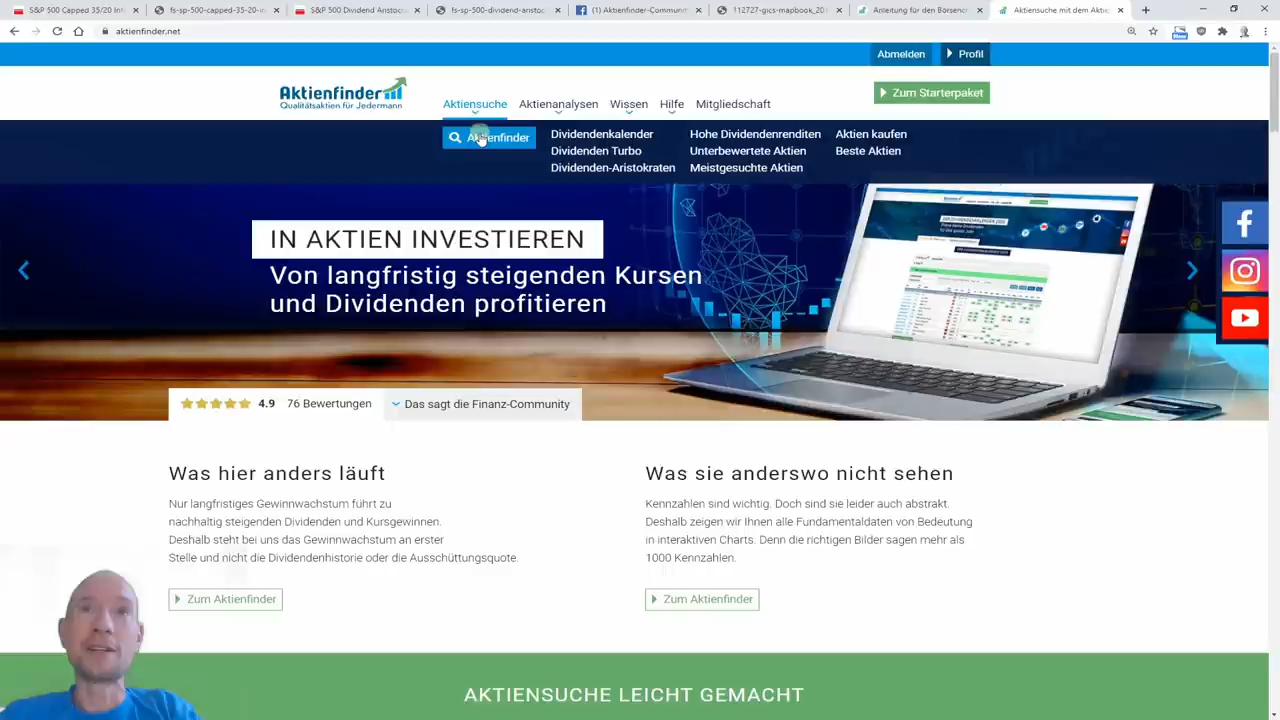 S&P 500 Capped 35/20 In
fs-sp-500-capped-35-20-in
S&P 500 Dividend Aristoc
fs-sp-500-dividend-aristoc
(1) Aktienfinder-Communi
112727-gics-mapbook_201
Anleitung für den Börsencr
Aktiensuche mit dem Aktie
aktienfinder.net
Abmelden
Profil
Aktienfinder
Qualitätsaktien für Jedermann
Aktiensuche
Aktienanalysen
Wissen
Hilfe
Mitgliedschaft
Zum Starterpaket
Aktienfinder
Dividendenkalender
Hohe Dividendenrenditen
Aktien kaufen
Dividenden Turbo
Unterbewertete Aktien
Beste Aktien
Dividenden-Aristokraten
Meistgesuchte Aktien
IN AKTIEN INVESTIEREN
Von langfristig steigenden Kursen
und Dividenden profitieren
4.9 76 Bewertungen
Das sagt die Finanz-Community
Was hier anders läuft
Nur langfristiges Gewinnwachstum führt zu
nachhaltig steigenden Dividenden und Kursgewinnen.
Deshalb steht bei uns das Gewinnwachstum an erster
Stelle und nicht die Dividendenhistorie oder die Ausschüttungsquote.
Zum Aktienfinder
Was sie anderswo nicht sehen
Kennzahlen sind wichtig. Doch sind sie leider auch abstrakt.
Deshalb zeigen wir Ihnen alle Fundamentaldaten von Bedeutung
in interaktiven Charts. Denn die richtigen Bilder sagen mehr als
1000 Kennzahlen.
Zum Aktienfinder
AKTIENSUCHE LEICHT GEMACHT